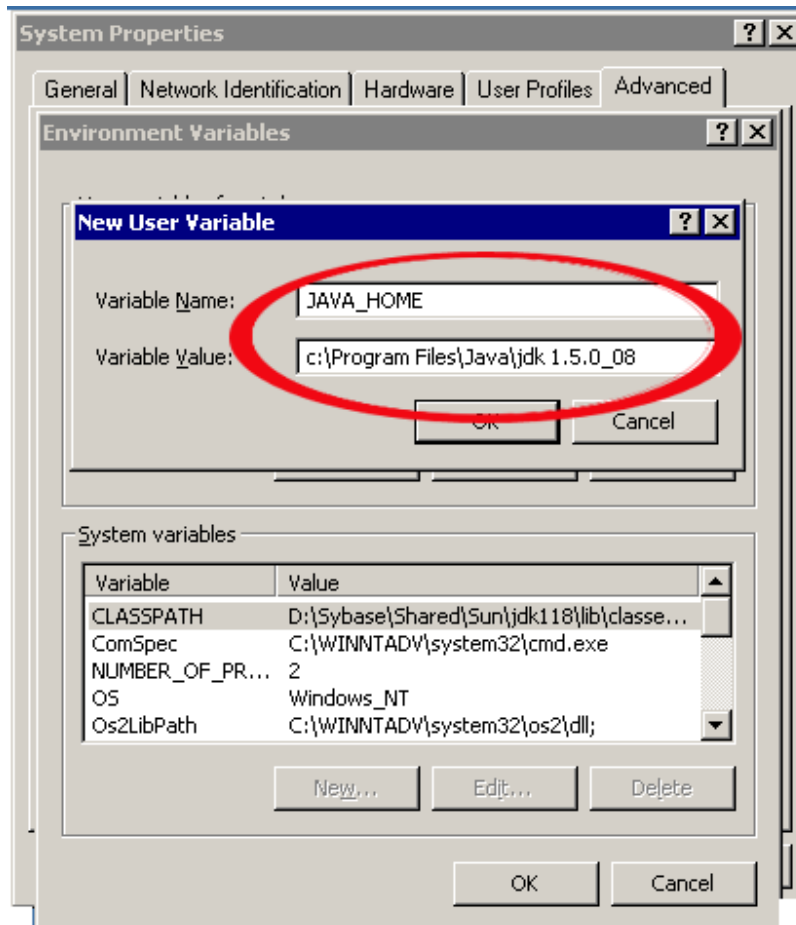 System Properties
General Network Identification Hardware User Profiles Advanced
Environment Variables
New User Variable
Variable Name: JAVA_HOME
Variable Value: c:\Program Files\Java\jdk 1.5.0_08
OK Cancel
System variables
Variable Value
CLASSPATH D:\Sybase\Shared\Sun\jdk118\lib\classe...
ComSpec C:\WINNTADV\system32\cmd.exe
NUMBER_OF_PR... 2
OS Windows_NT
Os2LibPath C:\WINNTADV\system32\os2\dll;
New... Edit... Delete
OK Cancel